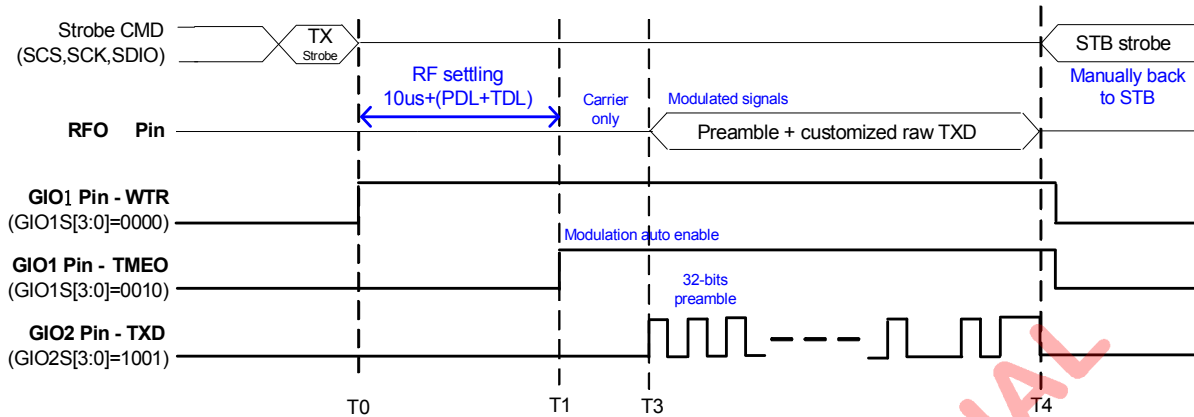 Strobe CMD
(SCS,SCK,SDIO)
TX
Strobe
STB strobe
RF settling
10us+(PDL+TDL)
Manually back
to STB
Carrier
only
Modulated signals
RFO Pin
Preamble + customized raw TXD
GIO1 Pin - WTR
(GIO1S[3:0]=0000)
Modulation auto enable
GIO1 Pin - TMEO
(GIO1S[3:0]=0010)
32-bits
preamble
GIO2 Pin - TXD
(GIO2S[3:0]=1001)
T0
T1
T3
T4